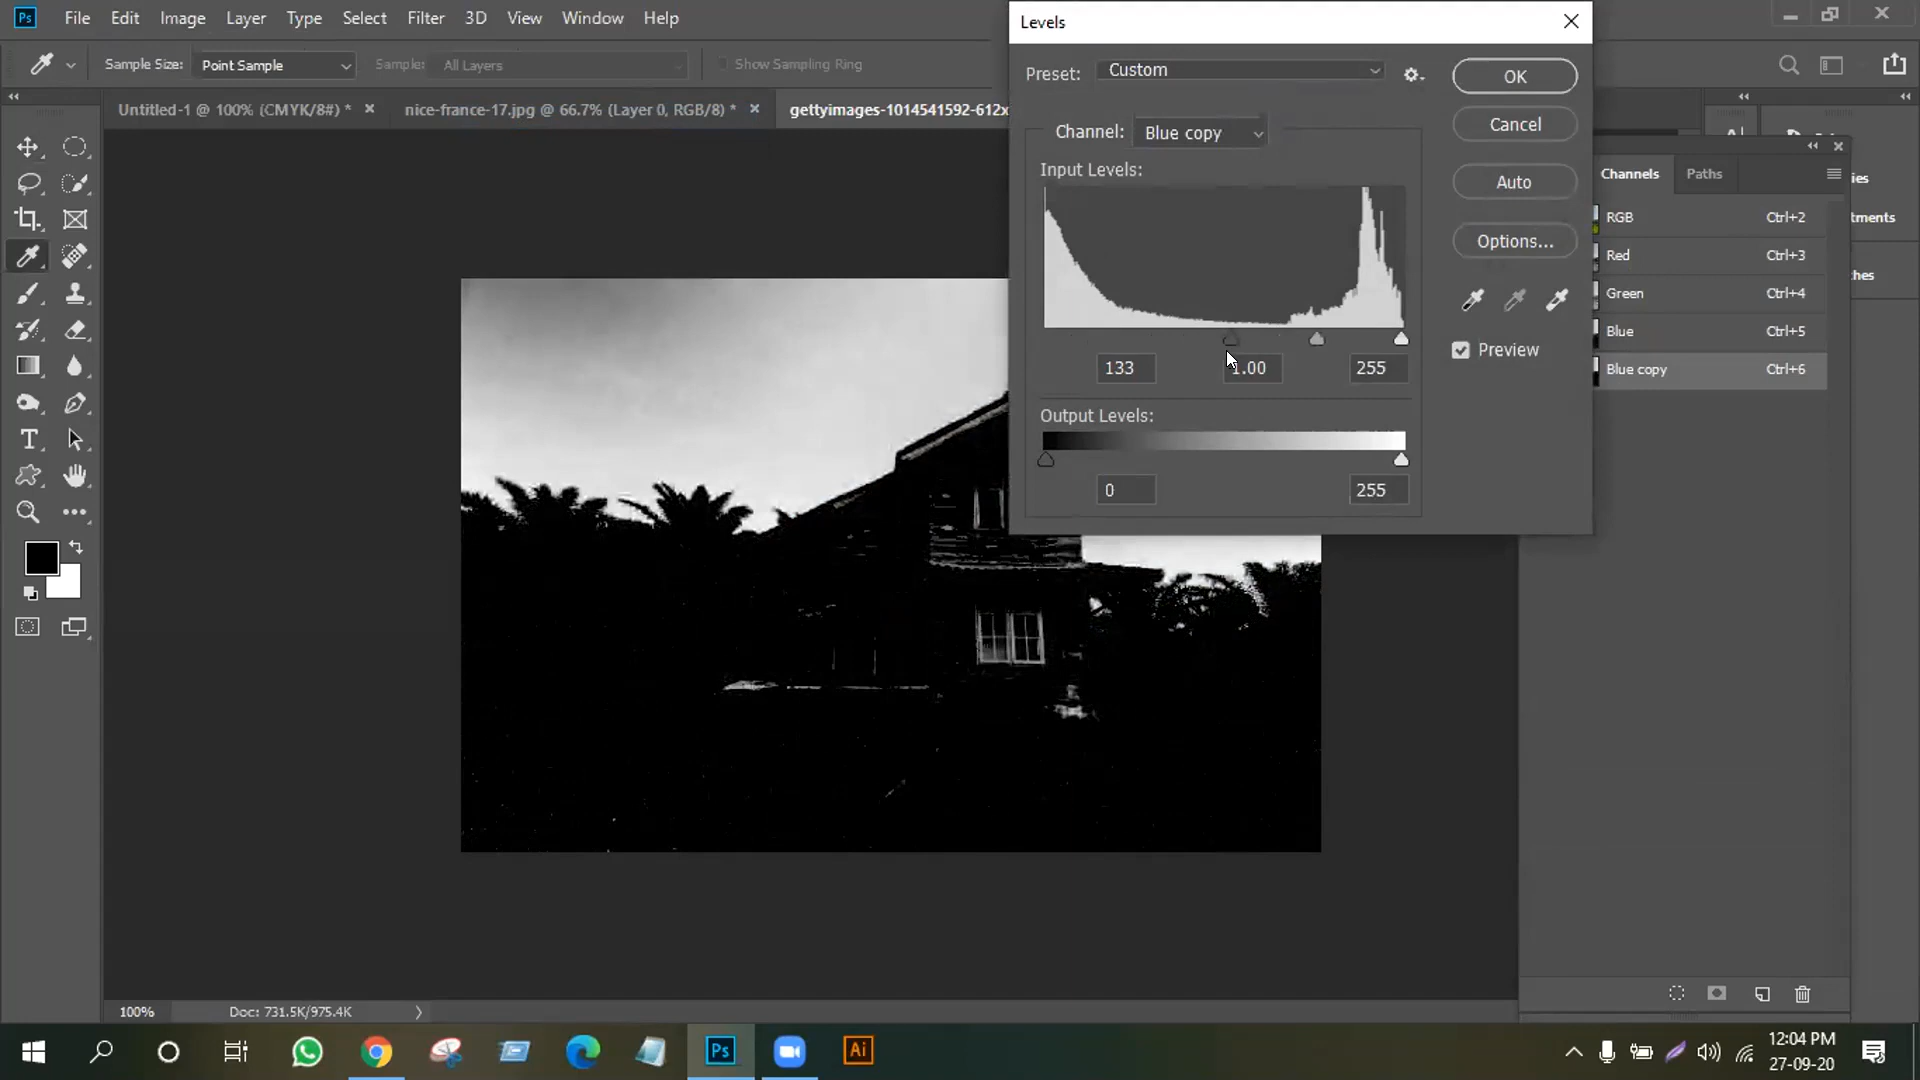 Ps File Edit Image Layer Type Select Filter 3D View Window Help
Levels
Sample Size: Point Sample Sample: All Layers Show Sampling Ring
Preset: Custom
OK
Untitled-1 @ 100% (CMYK/8#) * nice-france-17.jpg @ 66.7% (Layer 0, RGB/8) * gettyimages-1014541592-612x
Channel: Blue copy
Cancel
Input Levels:
Auto
Channels Paths
RGB Ctrl+2
Options...
Red Ctrl+3
Green Ctrl+4
Blue Ctrl+5
Preview
133 1.00 255
Blue copy Ctrl+6
Output Levels:
0 255
T
100% Doc: 731.5K/975.4K
Ps Ai
12:04 PM
27-09-20